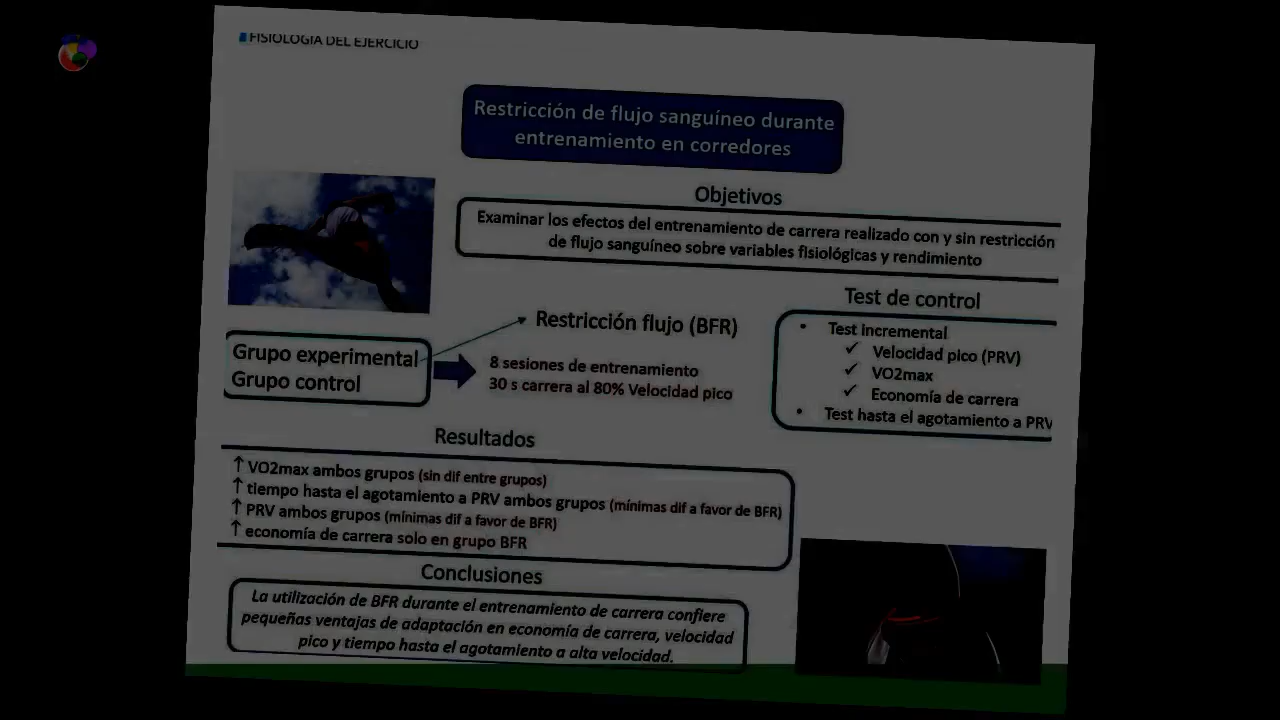 FISIOLOGÍA DEL EJERCICIO
Restricción de flujo sanguíneo durante
entrenamiento en corredores
Objetivos
Examinar los efectos del entrenamiento de carrera realizado con y sin restricción
de flujo sanguíneo sobre variables fisiológicas y rendimiento
Test de control
• Test incremental
✓ Velocidad pico (PRV)
✓ VO2max
✓ Economía de carrera
• Test hasta el agotamiento a PRV
Restricción flujo (BFR)
Grupo experimental
Grupo control
8 sesiones de entrenamiento
30 s carrera al 80% Velocidad pico
Resultados
↑ VO2max ambos grupos (sin dif entre grupos)
↑ tiempo hasta el agotamiento a PRV ambos grupos (mínimas dif a favor de BFR)
↑ PRV ambos grupos (mínimas dif a favor de BFR)
↑ economía de carrera solo en grupo BFR
Conclusiones
La utilización de BFR durante el entrenamiento de carrera confiere
pequeñas ventajas de adaptación en economía de carrera, velocidad
pico y tiempo hasta el agotamiento a alta velocidad.